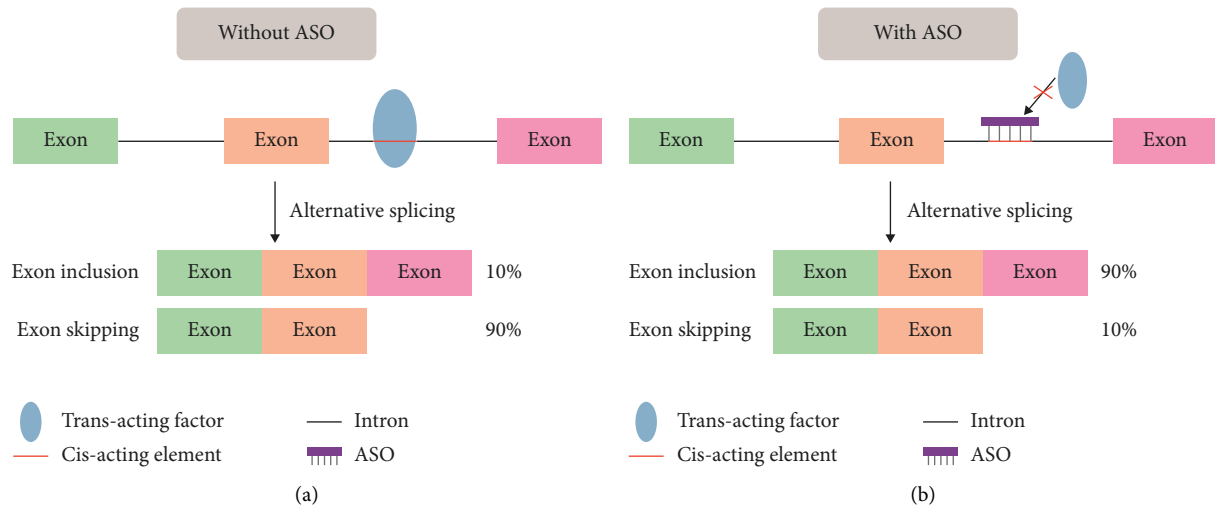 Without ASO
Exon Exon Exon
Alternative splicing
Exon inclusion Exon Exon Exon 10%
Exon skipping Exon Exon 90%
Trans-acting factor Intron
Cis-acting element ASO
(a)
With ASO
Exon Exon Exon
Alternative splicing
Exon inclusion Exon Exon Exon 90%
Exon skipping Exon Exon 10%
Trans-acting factor Intron
Cis-acting element ASO
(b)